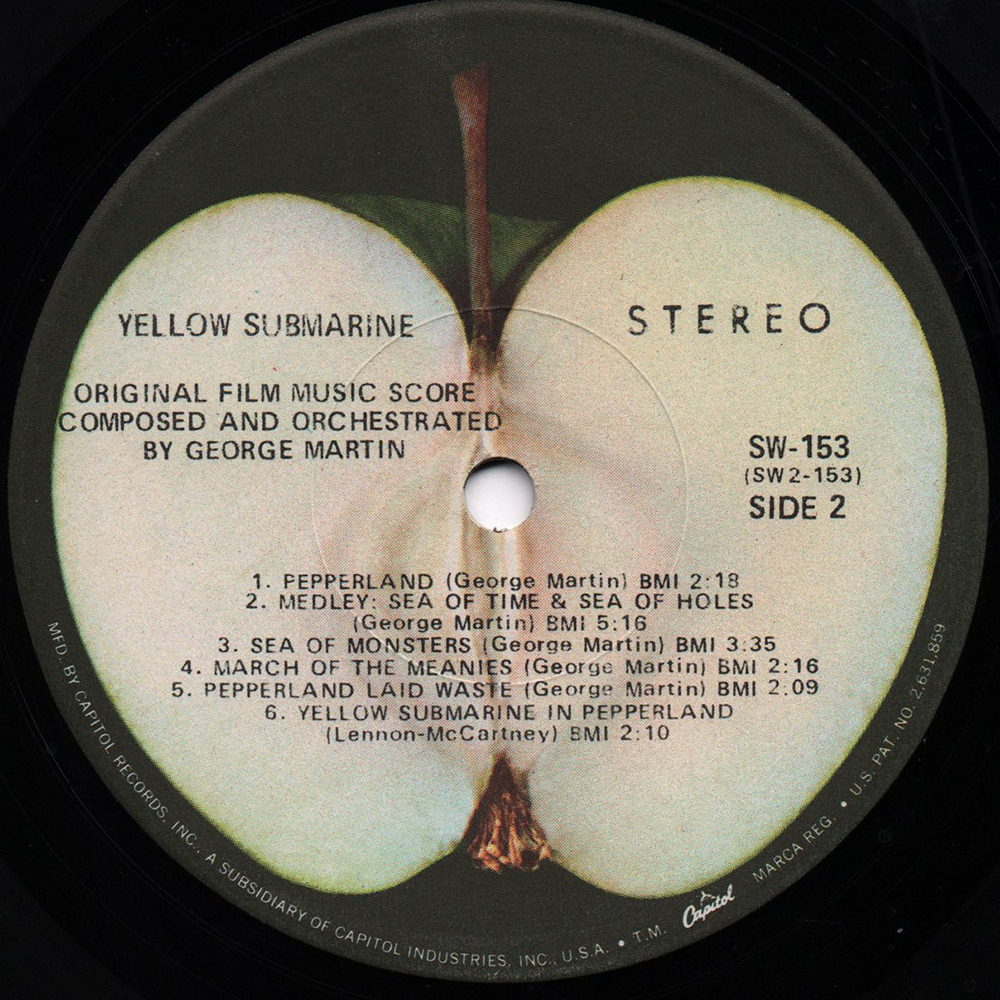 YELLOW SUBMARINE
STEREO
ORIGINAL FILM MUSIC SCORE
COMPOSED AND ORCHESTRATED
BY GEORGE MARTIN
SW-153
(SW2-153)
SIDE 2
1. PEPPERLAND (George Martin) BMI 2:18
2. MEDLEY: SEA OF TIME & SEA OF HOLES
(George Martin) BMI 5:16
3. SEA OF MONSTERS (George Martin) BMI 3:35
4. MARCH OF THE MEANIES (George Martin) BMI 2:16
5. PEPPERLAND LAID WASTE (George Martin) BMI 2:09
6. YELLOW SUBMARINE IN PEPPERLAND
(Lennon-McCartney) BMI 2:10
MFD. BY CAPITOL RECORDS, INC., A SUBSIDIARY OF CAPITOL INDUSTRIES, INC., U.S.A. • T.M. Capitol MARCA REG. • U.S. PAT. NO. 2,631,859